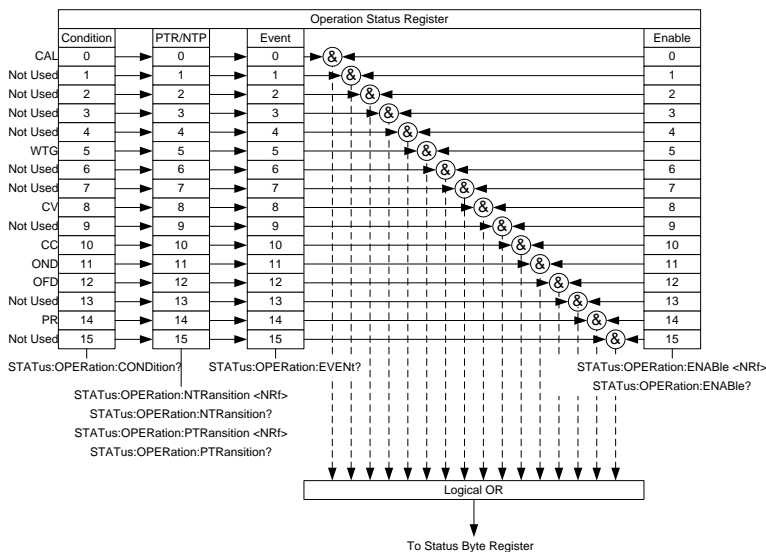 Operation Status Register
Condition PTR/NTP Event Enable
CAL 0 0 0 & 0
Not Used 1 1 1 & 1
Not Used 2 2 2 & 2
Not Used 3 3 3 & 3
Not Used 4 4 4 & 4
WTG 5 5 5 & 5
Not Used 6 6 6 & 6
Not Used 7 7 7 & 7
CV 8 8 8 & 8
Not Used 9 9 9 & 9
CC 10 10 10 & 10
OND 11 11 11 & 11
OFD 12 12 12 & 12
Not Used 13 13 13 & 13
PR 14 14 14 & 14
Not Used 15 15 15 & 15
STATus:OPERation:CONDition? STATus:OPERation:EVENt? STATus:OPERation:ENABle <NRf>
STATus:OPERation:ENABle?
STATus:OPERation:NTRansition <NRf>
STATus:OPERation:NTRansition?
STATus:OPERation:PTRansition <NRf>
STATus:OPERation:PTRansition?
Logical OR
To Status Byte Register